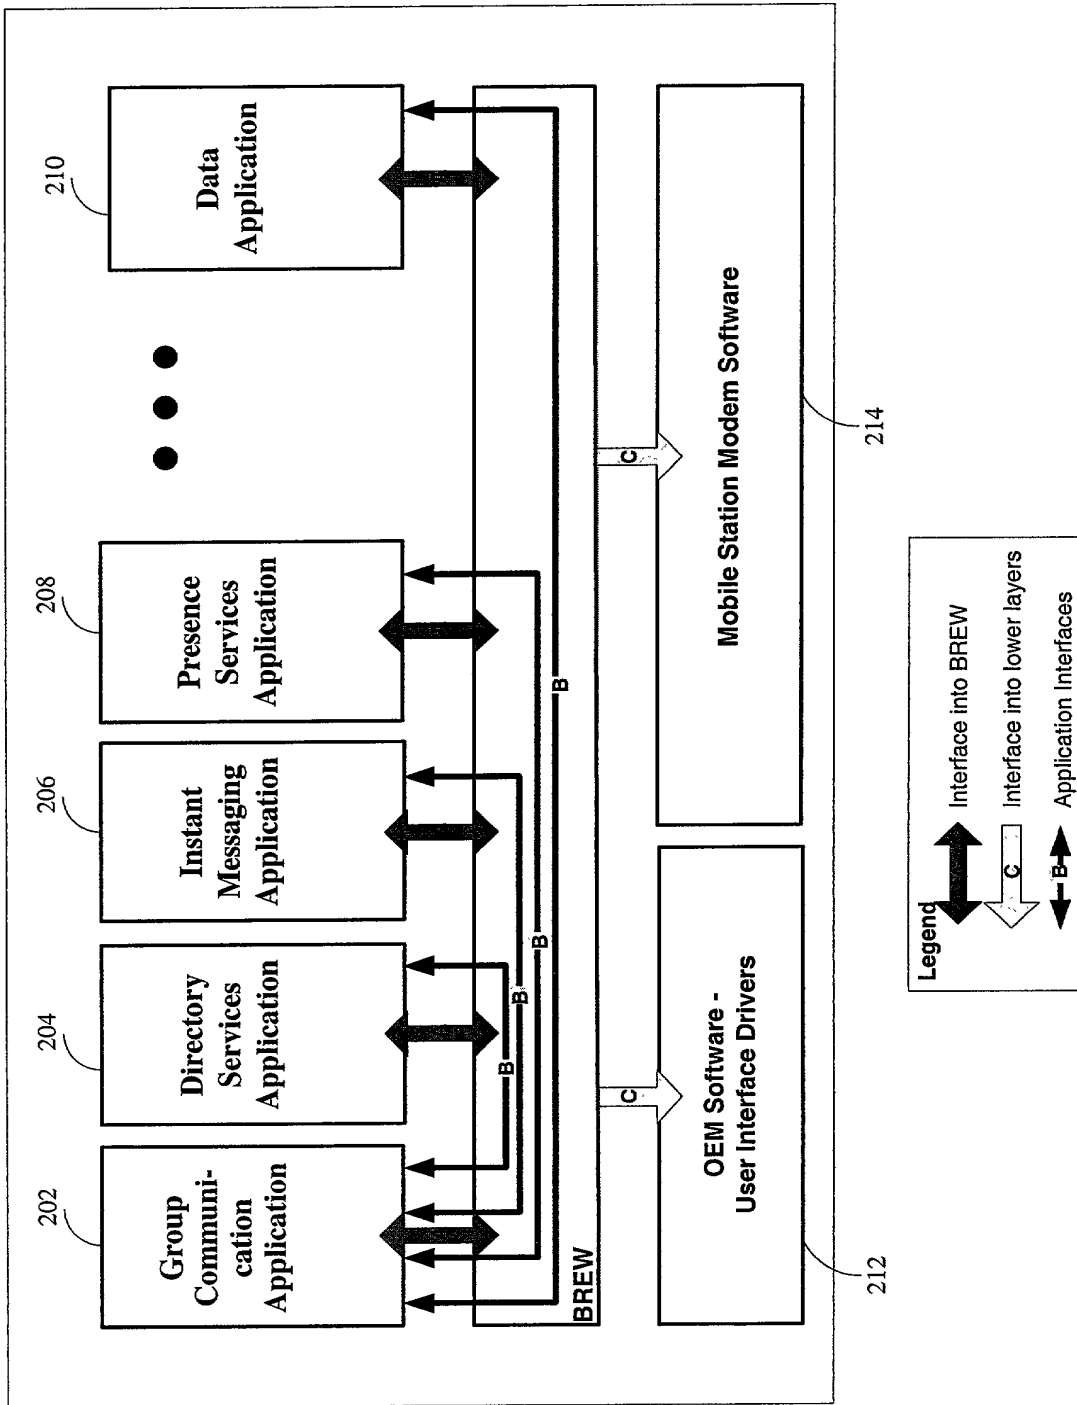 202
204
206
208
210
Group
Communi-
cation
Application
Directory
Services
Application
Instant
Messaging
Application
Presence
Services
Application
Data
Application
B
B
B
B
BREW
C
C
OEM Software -
User Interface Drivers
Mobile Station Modem Software
212
214
Legend
Interface into BREW
C
Interface into lower layers
B
Application Interfaces